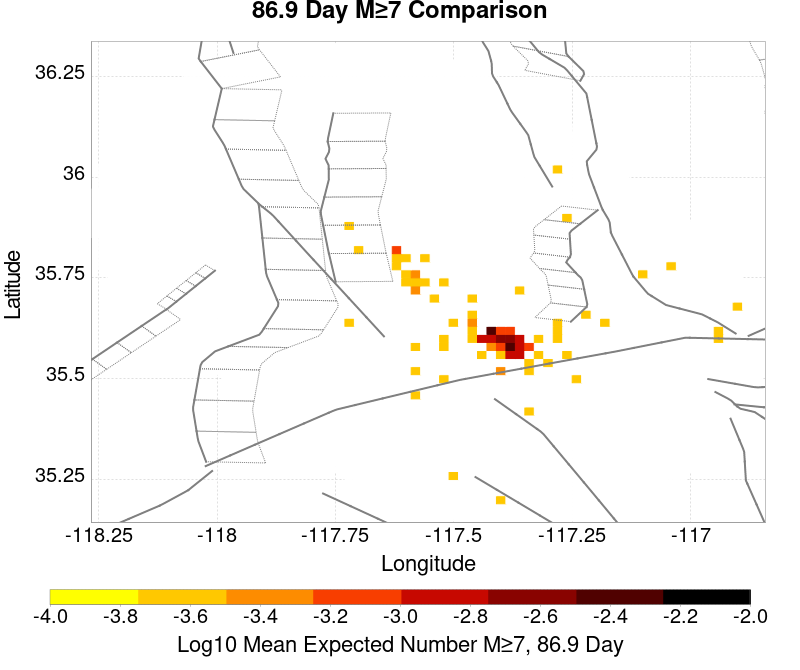 86.9 Day M≥7 Comparison
36.25
36
35.75
35.5
35.25
Latitude
-118.25 -118 -117.75 -117.5 -117.25 -117
Longitude
-4.0 -3.8 -3.6 -3.4 -3.2 -3.0 -2.8 -2.6 -2.4 -2.2 -2.0
Log10 Mean Expected Number M≥7, 86.9 Day